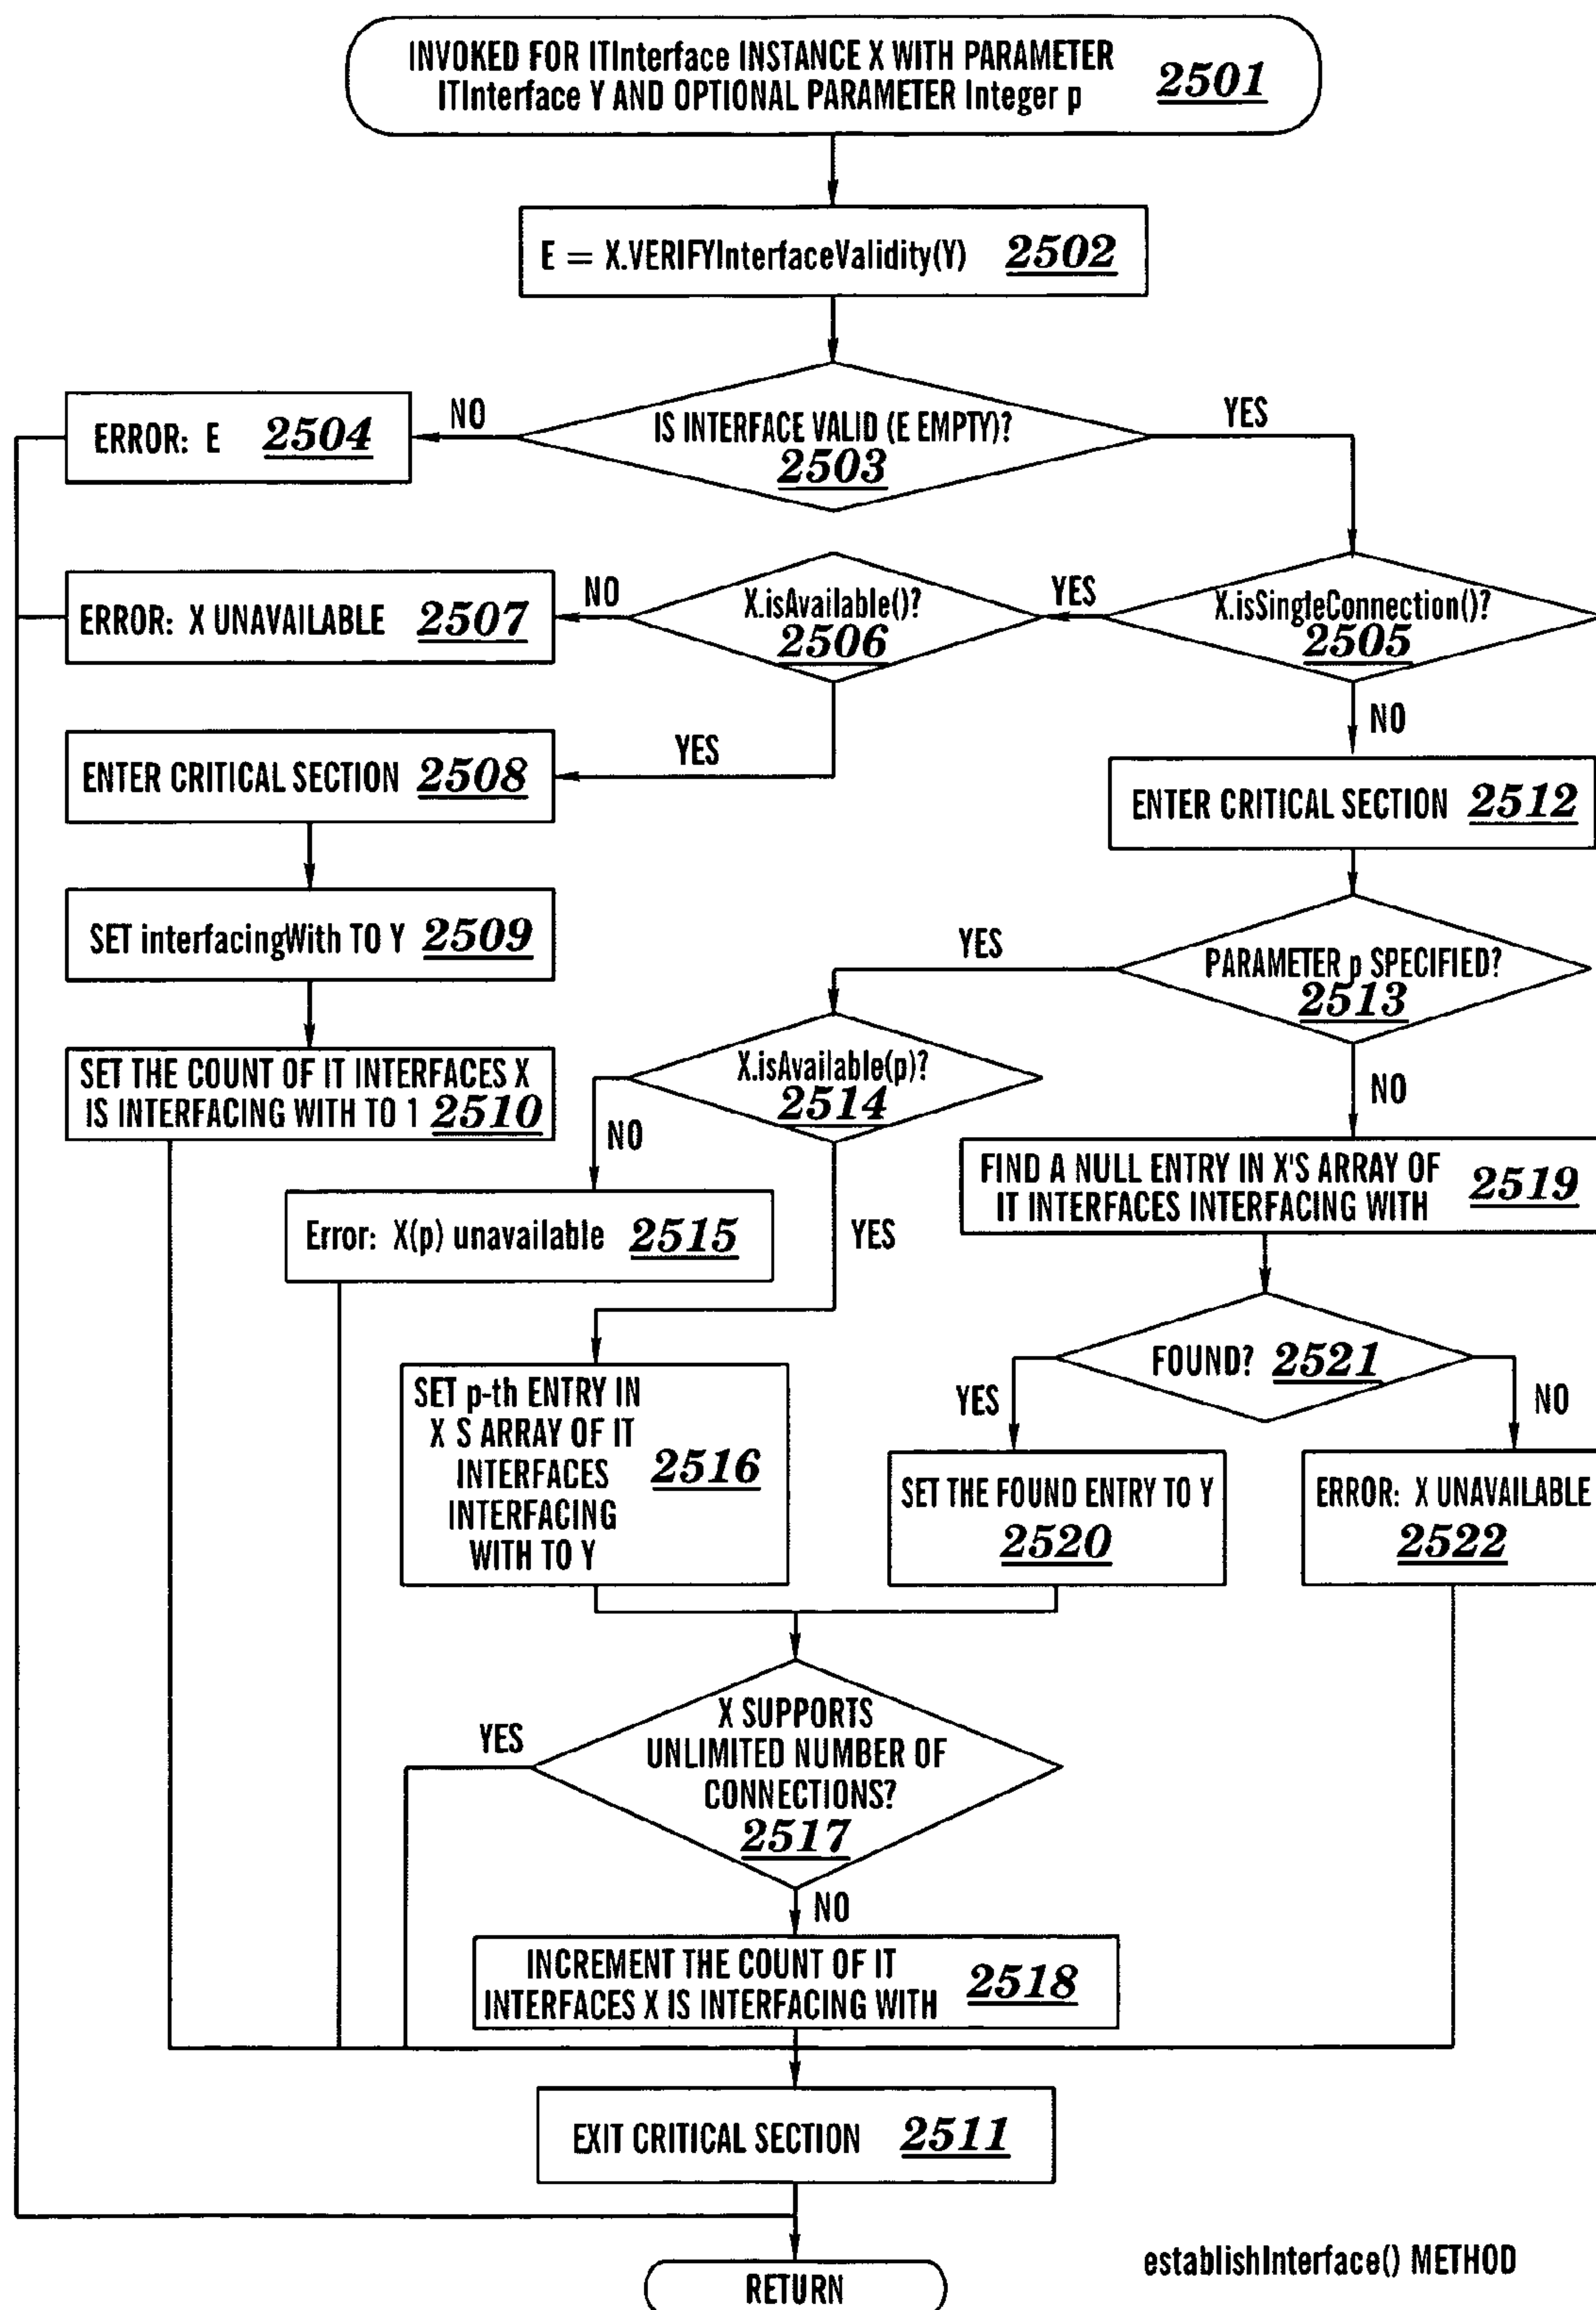 INVOKED FOR ITInterface INSTANCE X WITH PARAMETER
ITInterface Y AND OPTIONAL PARAMETER Integer p
2501
E = X.VERIFYInterfaceValidity(Y) 2502
IS INTERFACE VALID (E EMPTY)?
2503
NO
YES
ERROR: E 2504
X.isSingleConnection()?
2505
YES
NO
X.isAvailable()?
2506
NO
YES
ERROR: X UNAVAILABLE 2507
ENTER CRITICAL SECTION 2508
SET interfacingWith TO Y 2509
SET THE COUNT OF IT INTERFACES X
IS INTERFACING WITH TO 1 2510
ENTER CRITICAL SECTION 2512
PARAMETER p SPECIFIED?
2513
YES
NO
X.isAvailable(p)?
2514
NO
YES
Error: X(p) unavailable 2515
SET p-th ENTRY IN
X S ARRAY OF IT
INTERFACES
INTERFACING
WITH TO Y
2516
FIND A NULL ENTRY IN X'S ARRAY OF
IT INTERFACES INTERFACING WITH
2519
FOUND? 2521
YES
NO
SET THE FOUND ENTRY TO Y
2520
ERROR: X UNAVAILABLE
2522
X SUPPORTS
UNLIMITED NUMBER OF
CONNECTIONS?
2517
YES
NO
INCREMENT THE COUNT OF IT
INTERFACES X IS INTERFACING WITH
2518
EXIT CRITICAL SECTION 2511
RETURN
establishInterface() METHOD